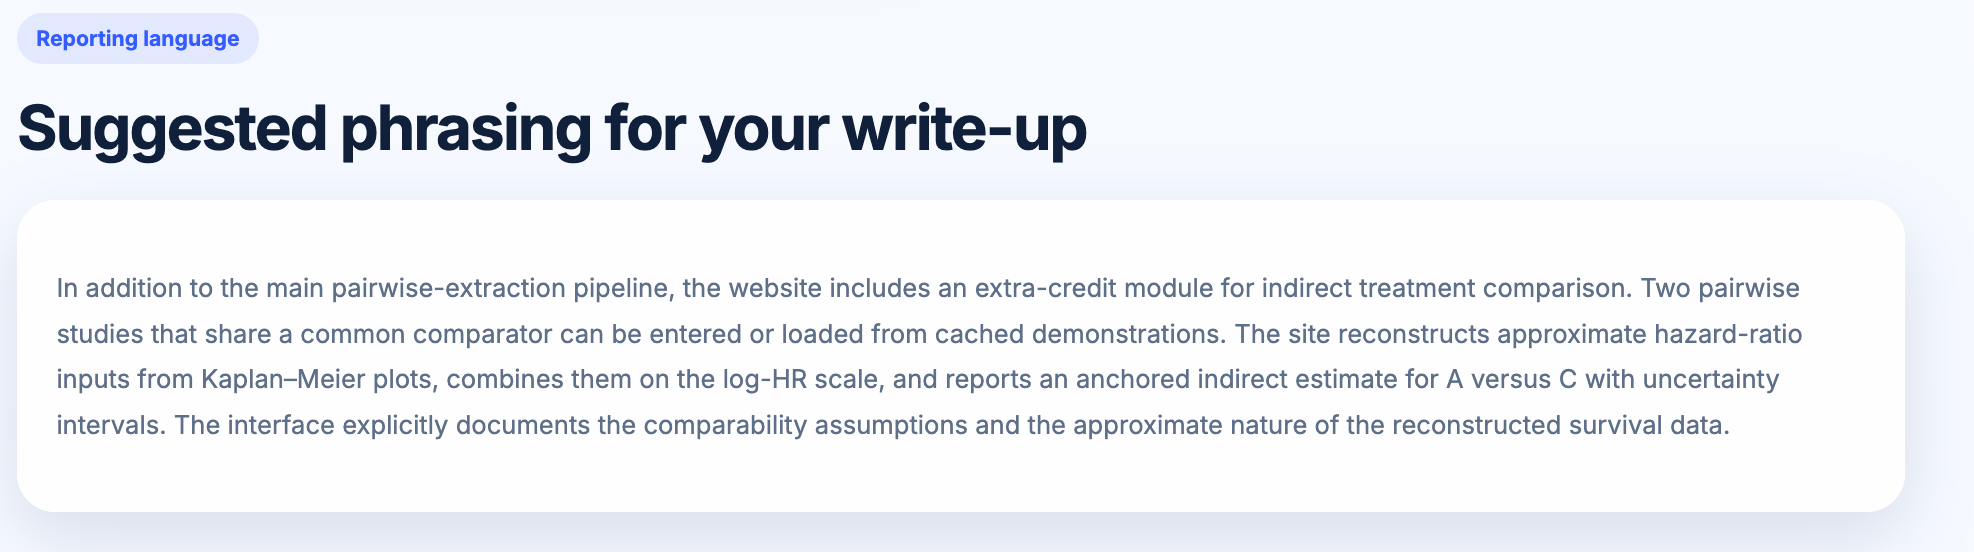 Reporting language
Suggested phrasing for your write-up
In addition to the main pairwise-extraction pipeline, the website includes an extra-credit module for indirect treatment comparison. Two pairwise
studies that share a common comparator can be entered or loaded from cached demonstrations. The site reconstructs approximate hazard-ratio
inputs from Kaplan–Meier plots, combines them on the log-HR scale, and reports an anchored indirect estimate for A versus C with uncertainty
intervals. The interface explicitly documents the comparability assumptions and the approximate nature of the reconstructed survival data.